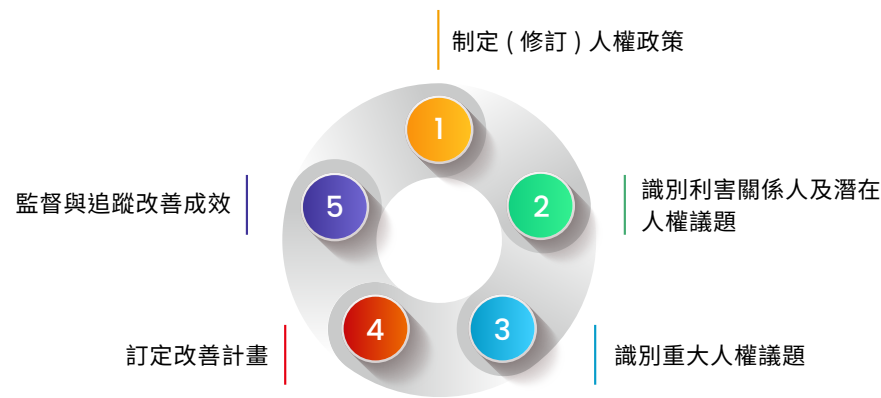 制定 ( 修訂 ) 人權政策
1
2
識別利害關係人及潛在
人權議題
3
識別重大人權議題
4
訂定改善計畫
5
監督與追蹤改善成效